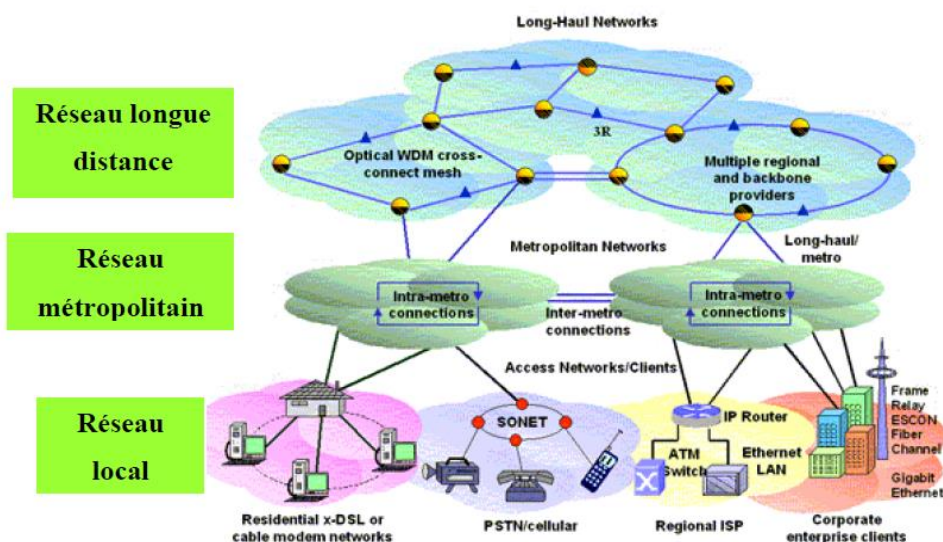 Long-Haul Networks
Réseau longue
distance
3R
Optical WDM cross-
connect mesh
Multiple regional
and backbone
providers
Réseau
métropolitain
Metropolitan Networks
Long-haul/
metro
Intra-metro
connections
Inter-metro
connections
Intra-metro
connections
Access Networks/Clients
Réseau
local
SONET
IP Router
ATM
Switch
Ethernet
LAN
Frame
Relay
ESCON
Fiber
Channel
Gigabit
Ethernet
Residential x-DSL or
cable modem networks
PSTN/cellular
Regional ISP
Corporate
enterprise clients